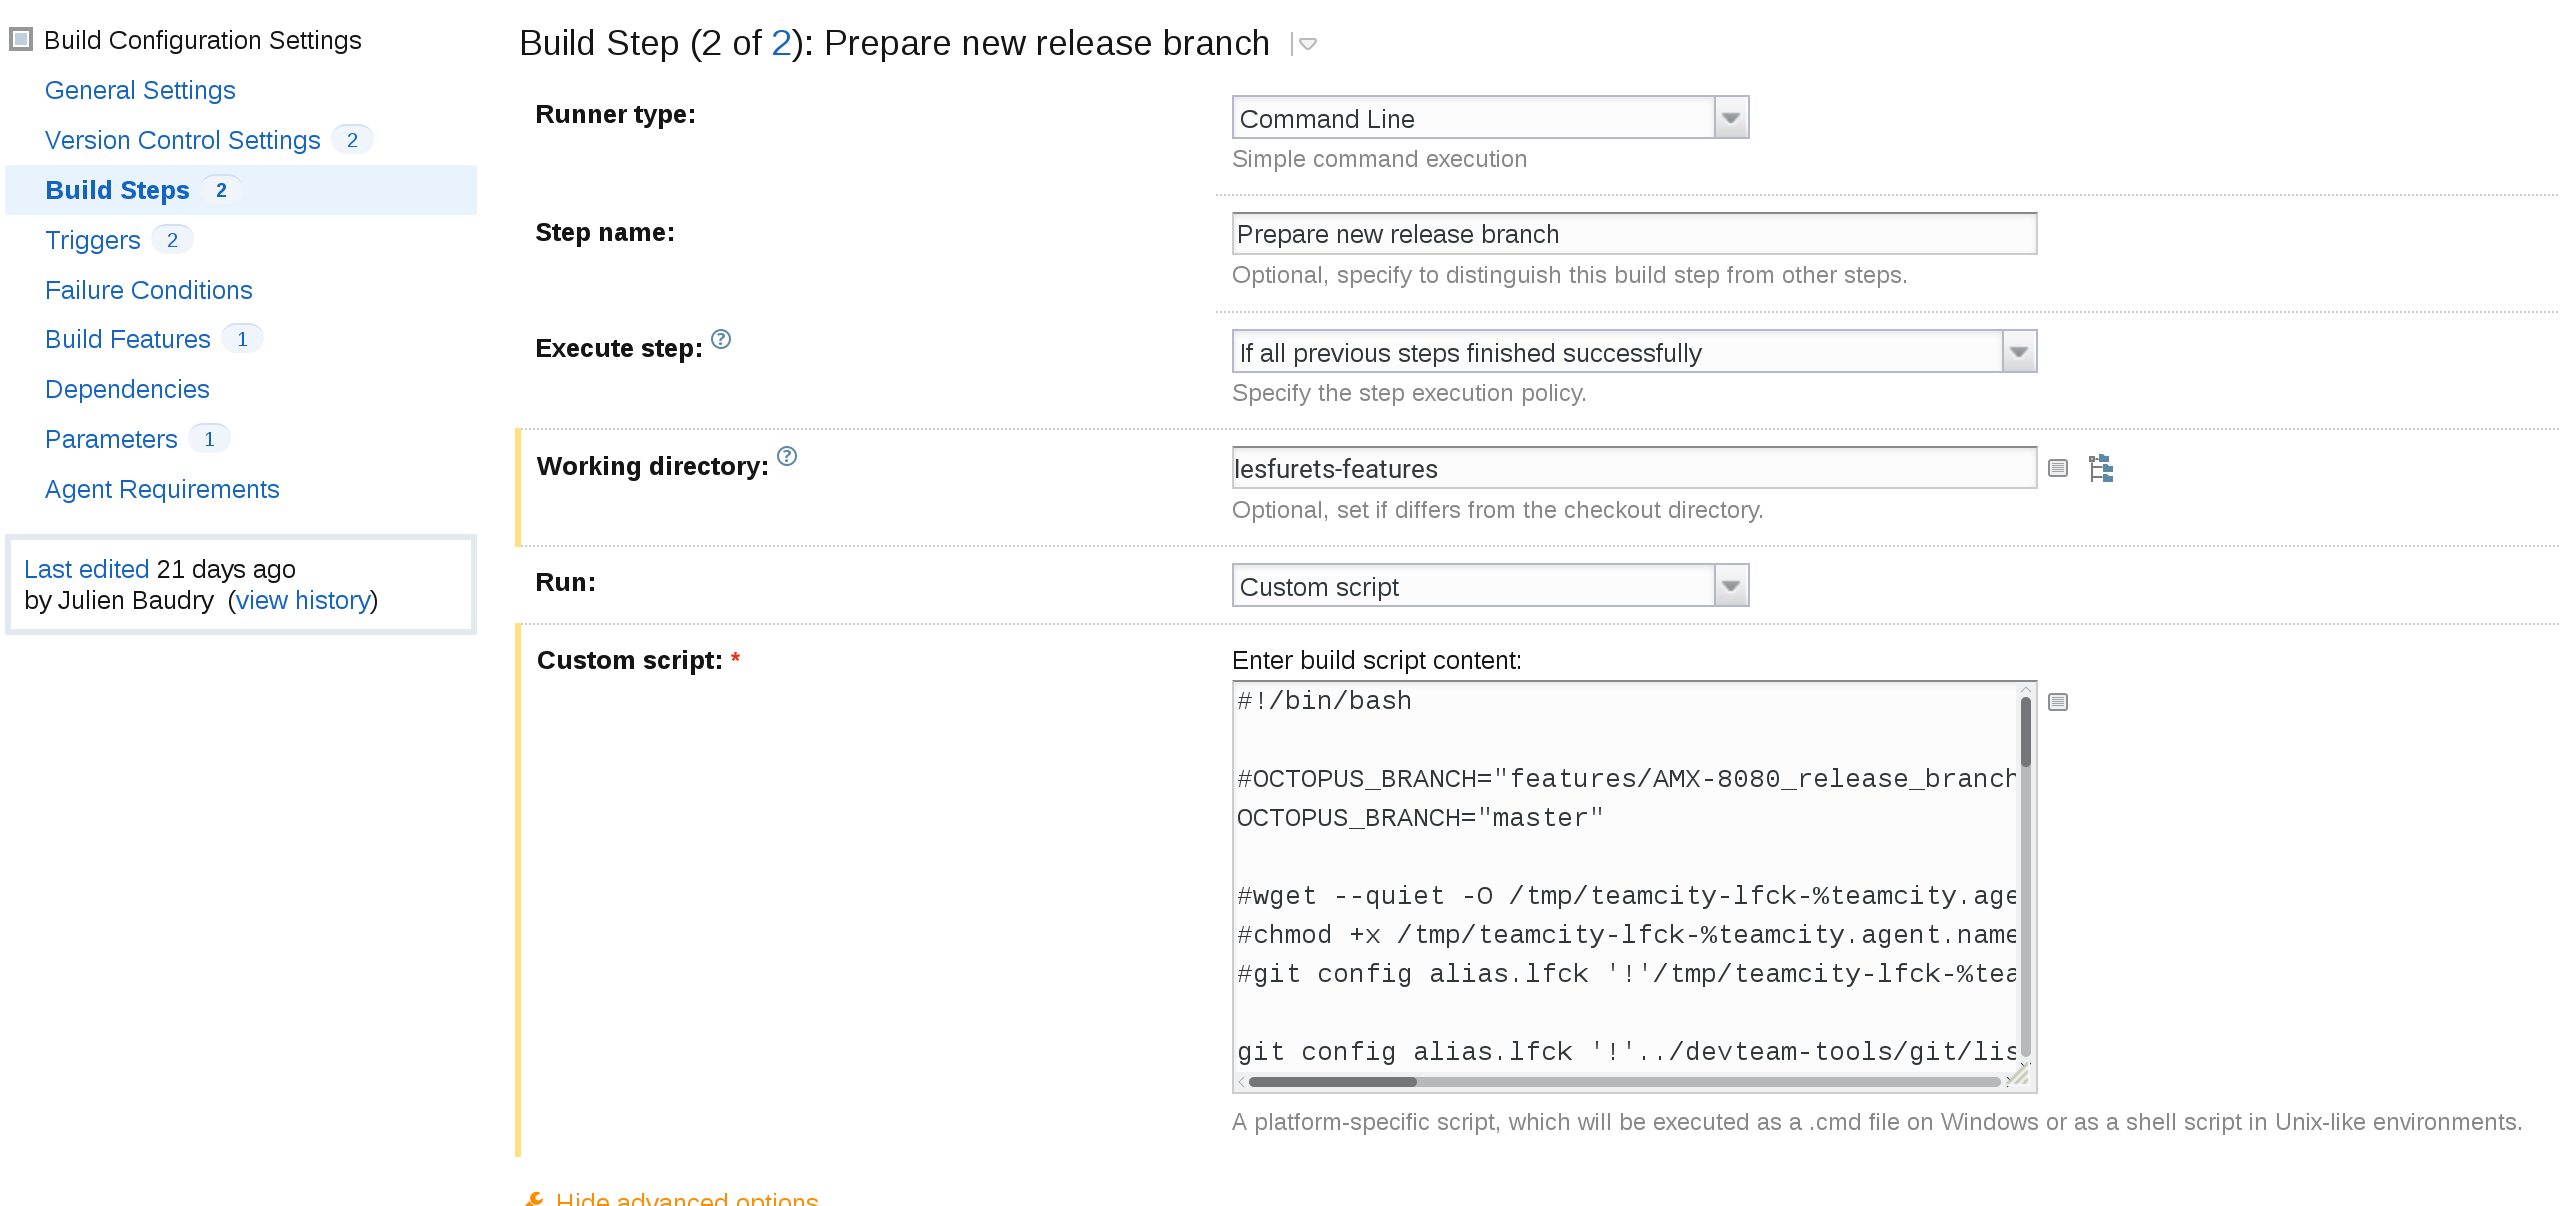 Build Configuration Settings
General Settings
Version Control Settings 2
Build Steps 2
Triggers 2
Failure Conditions
Build Features 1
Dependencies
Parameters 1
Agent Requirements
Last edited 21 days ago
by Julien Baudry (view history)
Build Step (2 of 2): Prepare new release branch
Runner type:
Command Line
Simple command execution
Step name:
Prepare new release branch
Optional, specify to distinguish this build step from other steps.
Execute step: ?
If all previous steps finished successfully
Specify the step execution policy.
Working directory: ?
lesfurets-features
Optional, set if differs from the checkout directory.
Run:
Custom script
Custom script: *
Enter build script content:
#!/bin/bash
#OCTOPUS_BRANCH="features/AMX-8080_release_branch
OCTOPUS_BRANCH="master"
#wget --quiet -O /tmp/teamcity-lfck-%teamcity.age
#chmod +x /tmp/teamcity-lfck-%teamcity.agent.name
#git config alias.lfck '!'/tmp/teamcity-lfck-%tea
git config alias.lfck '!'../devteam-tools/git/lis
A platform-specific script, which will be executed as a .cmd file on Windows or as a shell script in Unix-like environments.
Hide advanced options